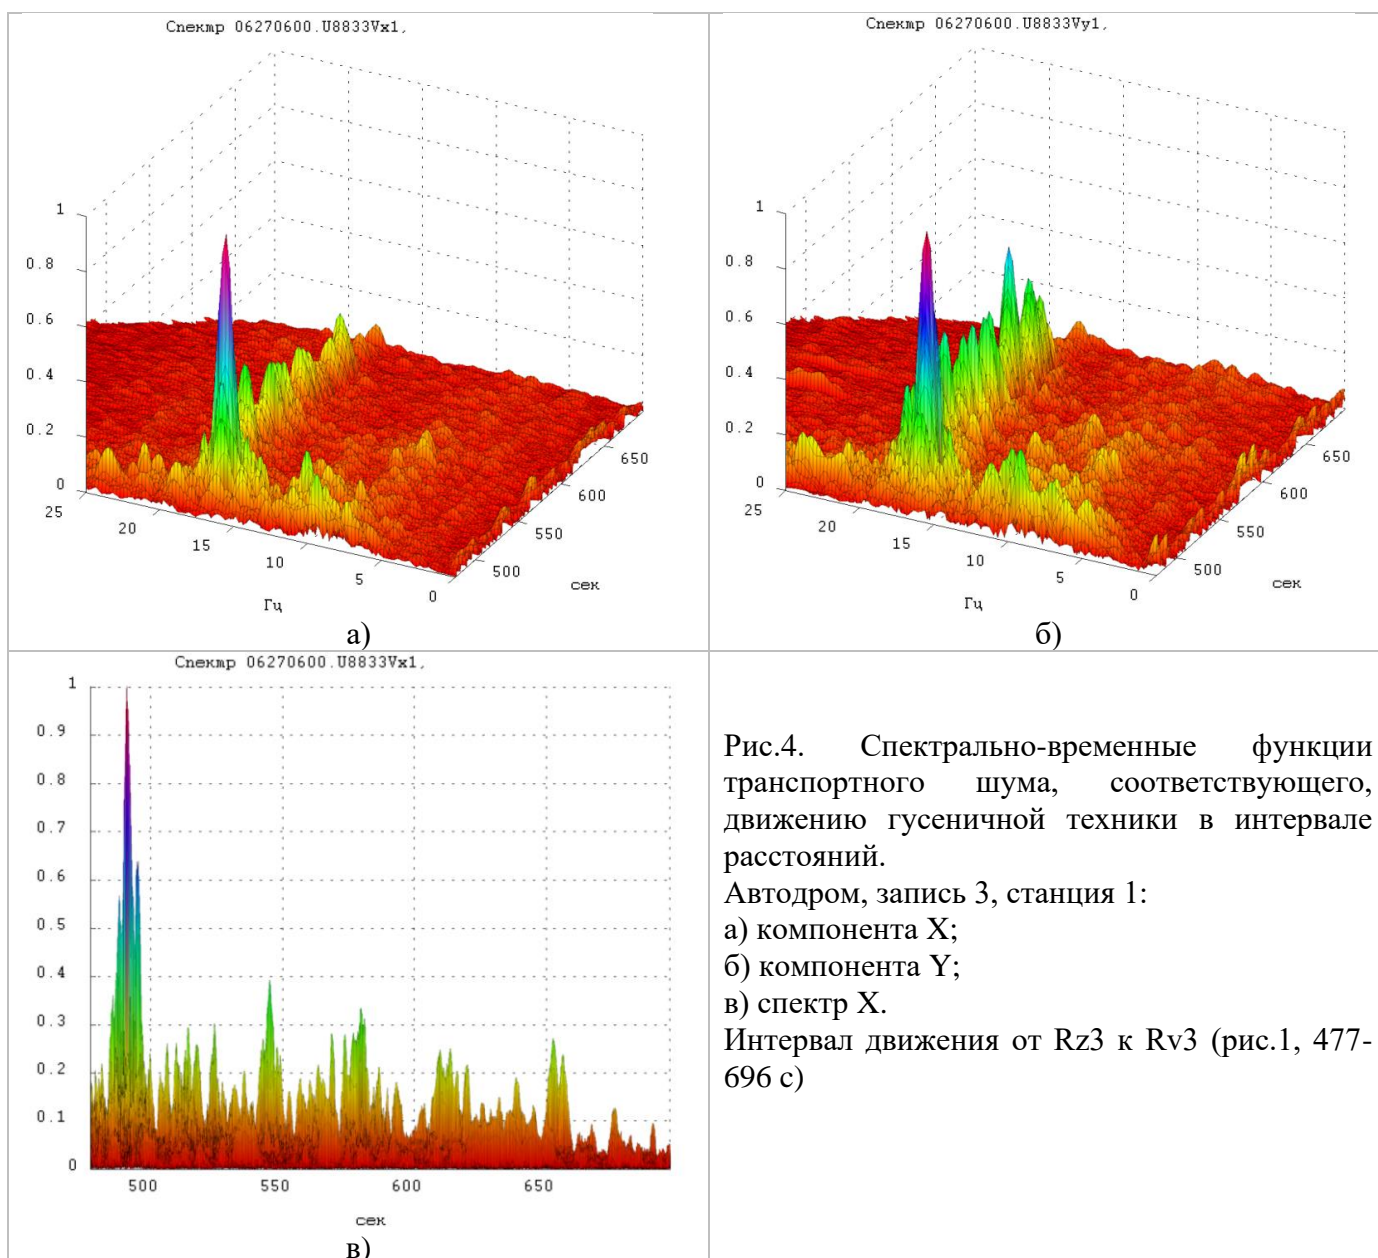 Спектр 06270600.U8833Vx1,
1
0.8
0.6
0.4
0.2
0
25
20
15
10
5
0
Гц
500
550
600
650
сек
а)
Спектр 06270600.U8833Vy1,
1
0.8
0.6
0.4
0.2
0
25
20
15
10
5
0
Гц
500
550
600
650
сек
б)
Спектр 06270600.U8833Vx1,
1
0.9
0.8
0.7
0.6
0.5
0.4
0.3
0.2
0.1
0
500
550
600
650
сек
в)
Рис.4. Спектрально-временные функции
транспортного шума, соответствующего,
движению гусеничной техники в интервале
расстояний.
Автодром, запись 3, станция 1:
а) компонента X;
б) компонента Y;
в) спектр X.
Интервал движения от Rz3 к Rv3 (рис.1, 477-
696 с)